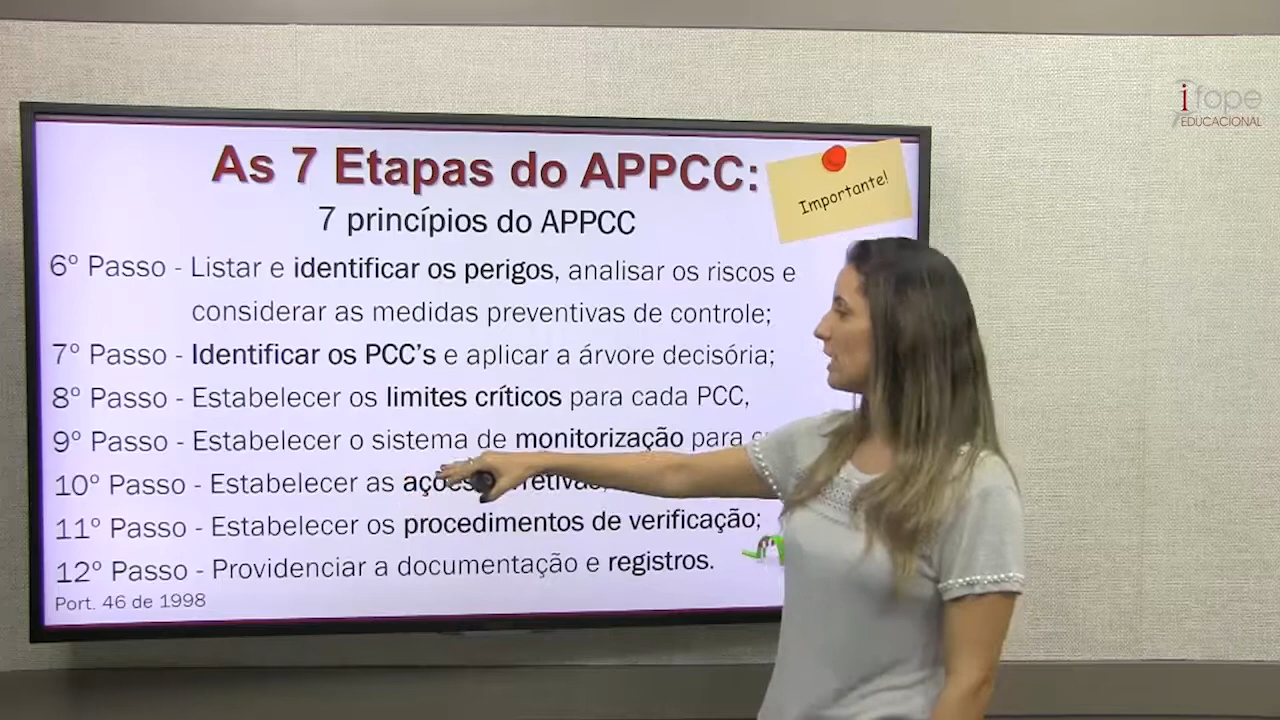 As 7 Etapas do APPCC:
Importante!
7 princípios do APPCC
6º Passo - Listar e identificar os perigos, analisar os riscos e
considerar as medidas preventivas de controle;
7º Passo - Identificar os PCC's e aplicar a árvore decisória;
8º Passo - Estabelecer os limites críticos para cada PCC,
9º Passo - Estabelecer o sistema de monitorização para
10º Passo - Estabelecer as
11º Passo - Estabelecer os procedimentos de verificação;
12º Passo - Providenciar a documentação e registros.
Port. 46 de 1998
ifope
EDUCACIONAL